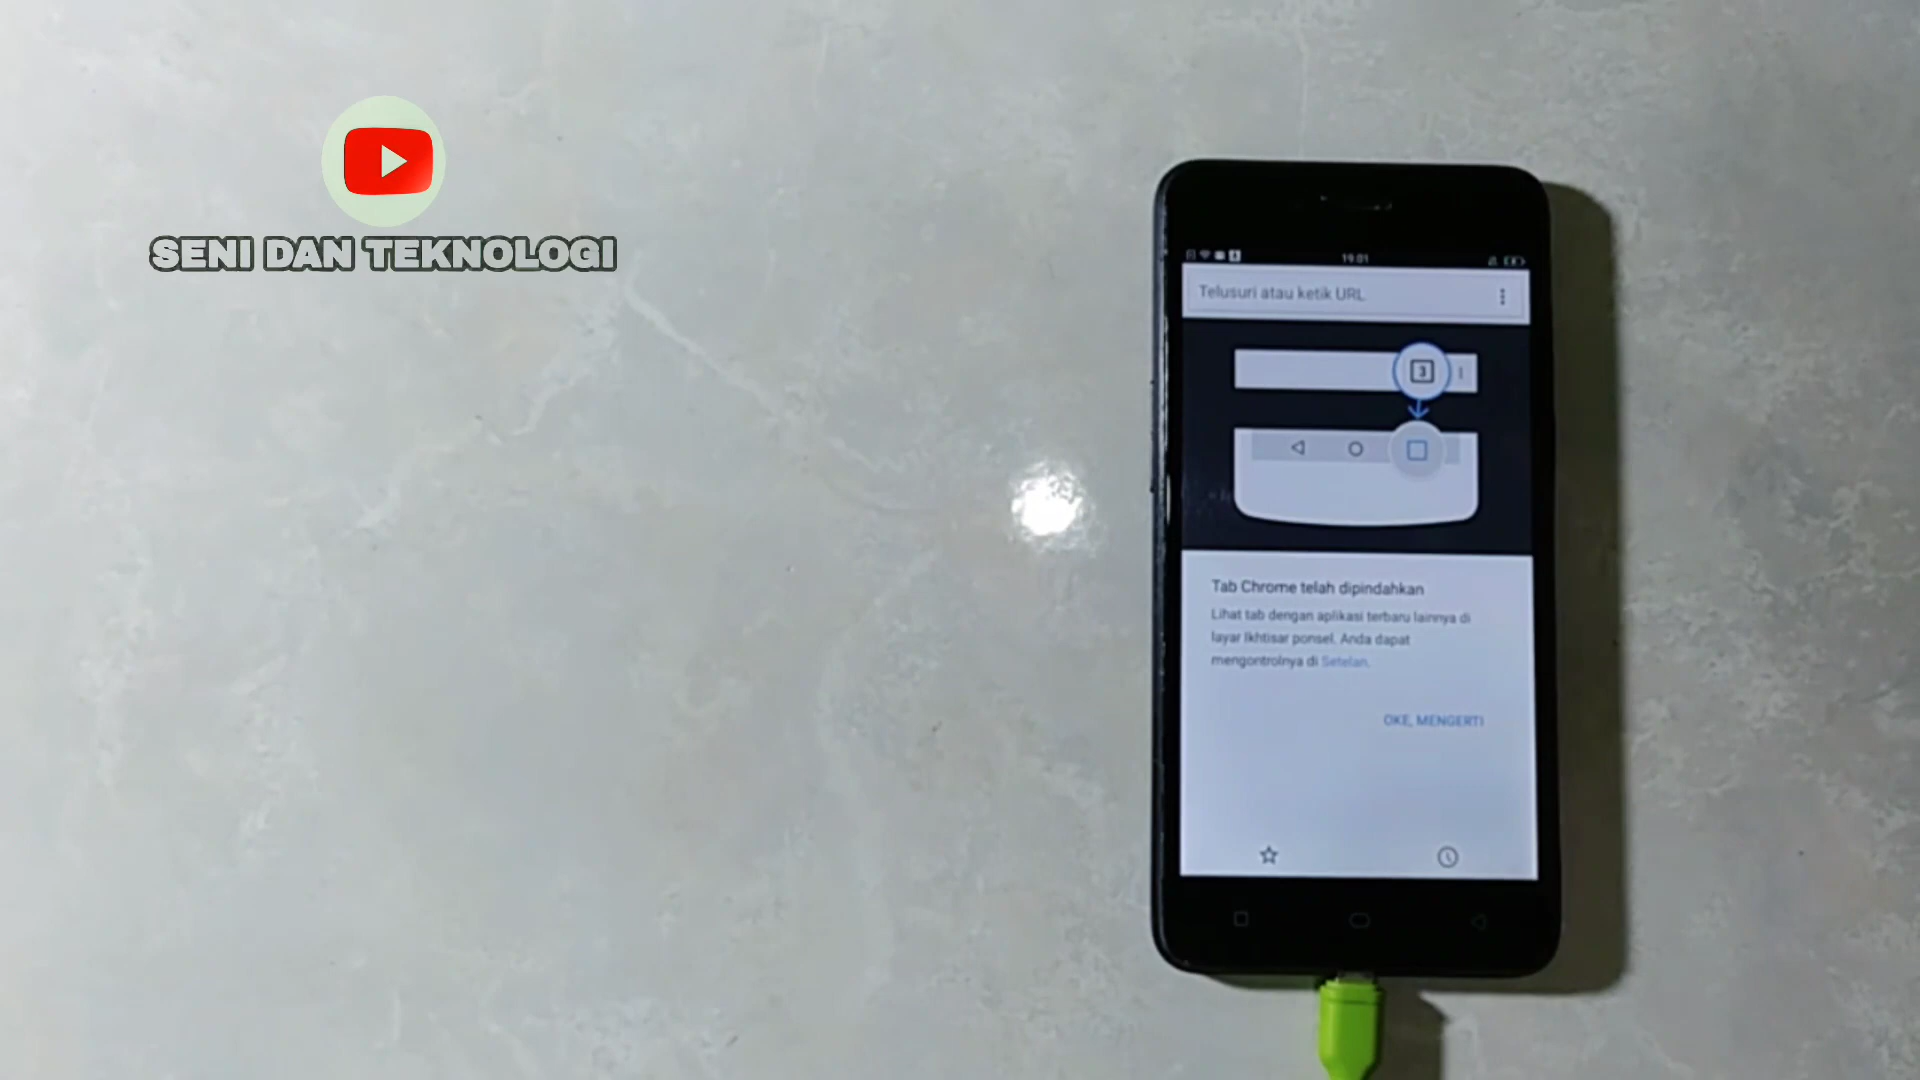 SENI DAN TEKNOLOGI
19.01
Telusuri atau ketik URL
3
Tab Chrome telah dipindahkan
Lihat tab dengan aplikasi terbaru lainnya di
layar Ikhtisar ponsel. Anda dapat
mengontrolnya di Setelan.
OKE, MENGERTI